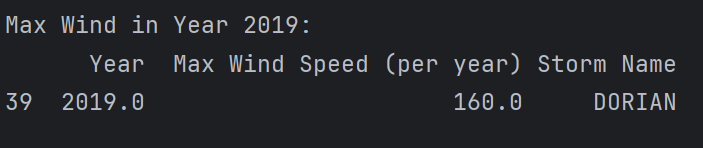 Max Wind in Year 2019:
Year Max Wind Speed (per year) Storm Name
39 2019.0 160.0 DORIAN